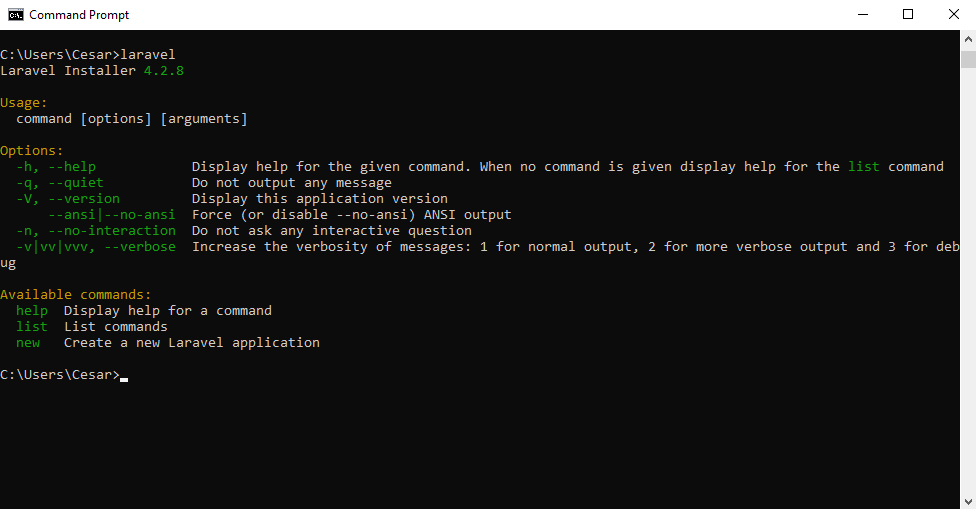 Command Prompt
C:\Users\Cesar>laravel
Laravel Installer 4.2.8
Usage:
  command [options] [arguments]
Options:
  -h, --help            Display help for the given command. When no command is given display help for the list command
  -q, --quiet           Do not output any message
  -V, --version         Display this application version
      --ansi|--no-ansi  Force (or disable --no-ansi) ANSI output
  -n, --no-interaction  Do not ask any interactive question
  -v|vv|vvv, --verbose  Increase the verbosity of messages: 1 for normal output, 2 for more verbose output and 3 for deb
ug
Available commands:
  help  Display help for a command
  list  List commands
  new   Create a new Laravel application
C:\Users\Cesar>